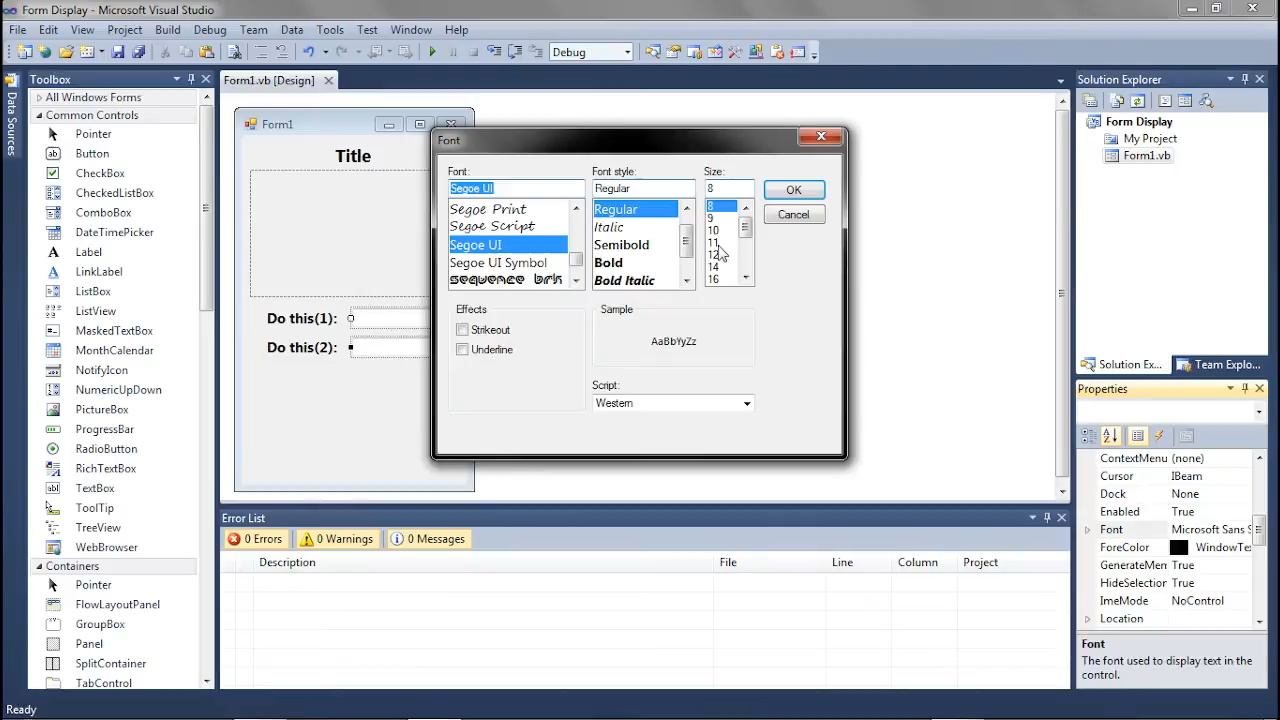 Form Display - Microsoft Visual Studio
File Edit View Project Build Debug Team Data Tools Test Window Help
Debug
Data Sources
Toolbox
All Windows Forms
Common Controls
Pointer
Button
CheckBox
CheckedListBox
ComboBox
DateTimePicker
Label
LinkLabel
ListBox
ListView
MaskedTextBox
MonthCalendar
NotifyIcon
NumericUpDown
PictureBox
ProgressBar
RadioButton
RichTextBox
TextBox
ToolTip
TreeView
WebBrowser
Containers
Pointer
FlowLayoutPanel
GroupBox
Panel
SplitContainer
TabControl
Form1.vb [Design]
Form1
Title
Do this(1):
Do this(2):
Font
Font:
Segoe UI
Segoe Print
Segoe Script
Segoe UI
Segoe UI Symbol
sequence brk
Font style:
Regular
Regular
Italic
Semibold
Bold
Bold Italic
Size:
8
8
9
10
11
12
14
16
OK
Cancel
Effects
Strikeout
Underline
Sample
AaBbYyZz
Script:
Western
Error List
0 Errors 0 Warnings 0 Messages
Description File Line Column Project
Solution Explorer
Form Display
My Project
Form1.vb
Solution Ex... Team Explo...
Properties
ContextMenu (none)
Cursor IBeam
Dock None
Enabled True
Font Microsoft Sans S
ForeColor WindowTex
GenerateMem True
HideSelection True
ImeMode NoControl
Location
Font
The font used to display text in the
control.
Ready